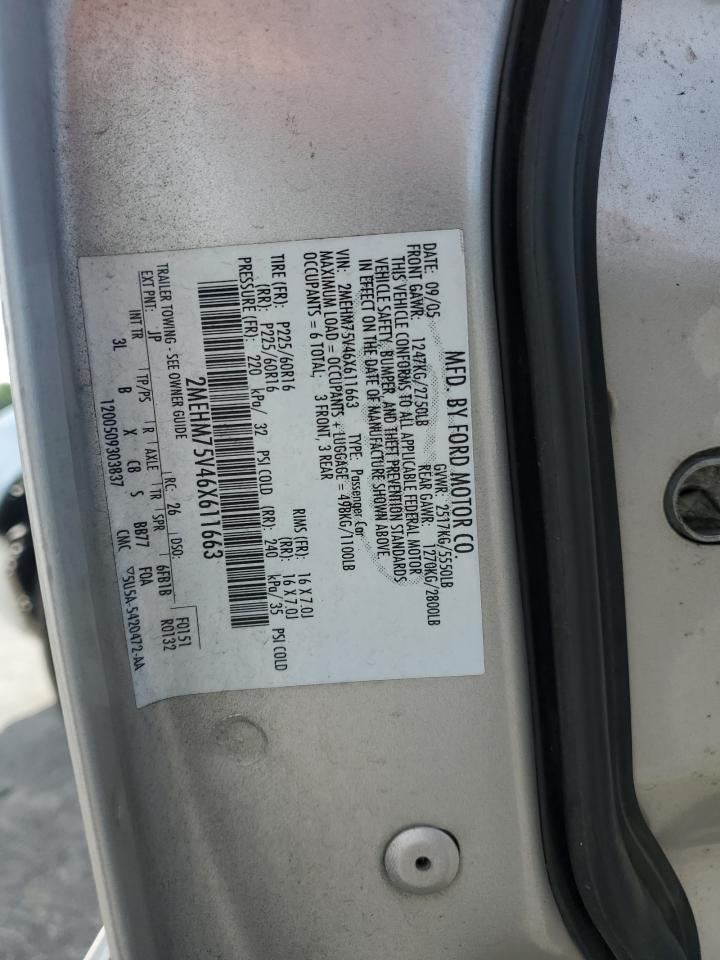 MFD. BY FORD MOTOR CO.
DATE: 09/05 GVWR: 2517KG/5550LB
FRONT GAWR: 1247KG/2750LB REAR GAWR: 1270KG/2800LB
THIS VEHICLE CONFORMS TO ALL APPLICABLE FEDERAL MOTOR
VEHICLE SAFETY, BUMPER, AND THEFT PREVENTION STANDARDS
IN EFFECT ON THE DATE OF MANUFACTURE SHOWN ABOVE.
VIN: 2MEHM75V46X611663 TYPE: Passenger Car
MAXIMUM LOAD = OCCUPANTS + LUGGAGE = 498KG/1100LB
OCCUPANTS = 6 TOTAL: 3 FRONT, 3 REAR
TIRE (FR): P225/60R16 RIMS (FR): 16 X 7.0J
(RR): P225/60R16 (RR): 16 X 7.0J
PRESSURE (FR): 220 kPa/ 32 PSI COLD (RR): 240 kPa/35 PSI COLD
2MEHM75V46X611663
TRAILER TOWING - SEE OWNER GUIDE
F0151
EXT PNT: JP RC: 26 DSO: R0132
INT TR TP/PS R AXLE TR SPR 6FB1B
3L B X CB S BB77 FOA
1200509303837 CMC ▽5U5A-5420472-AA